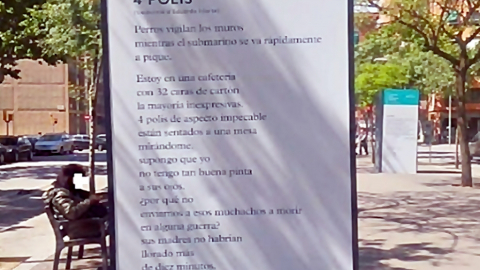 4 POLIS
Perros vigilan los muros
mientras el submarino se va rápidamente
a pique.
Estoy en una cafetería
con 32 caras de cartón
la mayoría inexpresivas.
4 polis de aspecto impecable
están sentados a una mesa
mirándome.
supongo que yo
no tengo tan buena pinta
a sus ojos.
¿por qué no
enviamos a esos muchachos a morir
en alguna guerra?
sus madres no habrían
llorado más
de diez minutos.